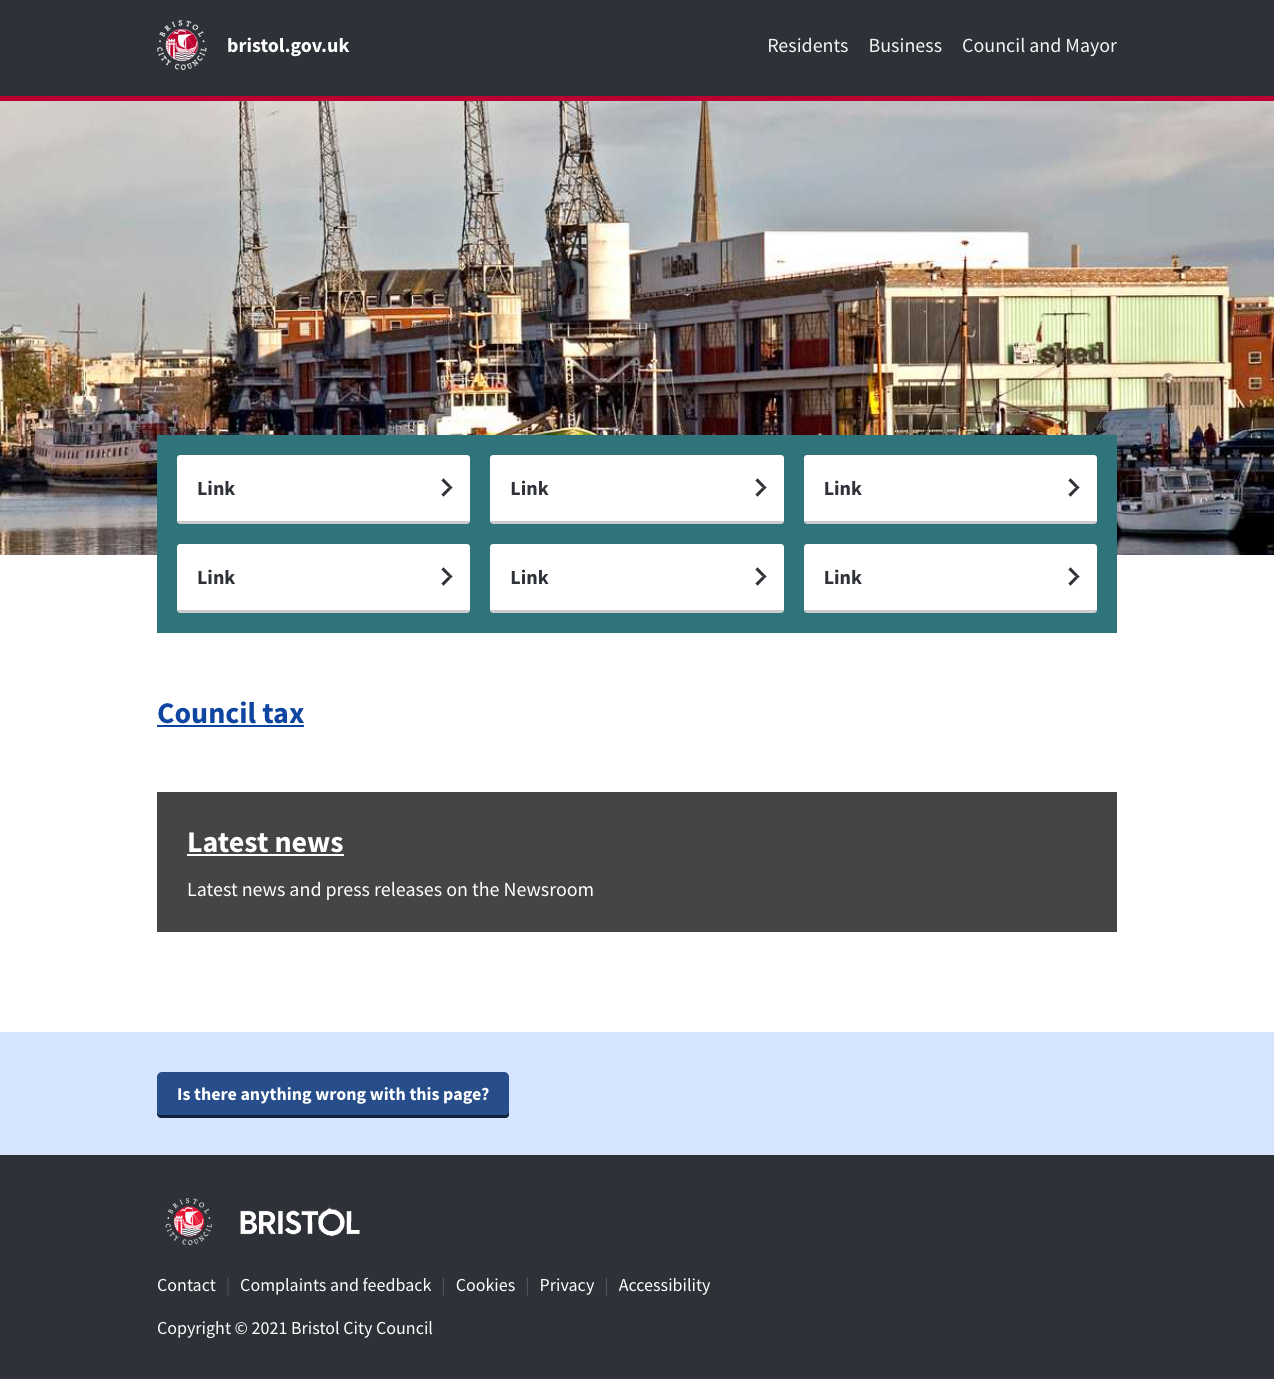 BRISTOL
CITY COUNCIL
bristol.gov.uk
Residents Business Council and Mayor
shed
shed
Link
Link
Link
Link
Link
Link
Council tax
Latest news
Latest news and press releases on the Newsroom
Is there anything wrong with this page?
BRISTOL
CITY COUNCIL
BRISTOL
Contact Complaints and feedback Cookies Privacy Accessibility
Copyright © 2021 Bristol City Council